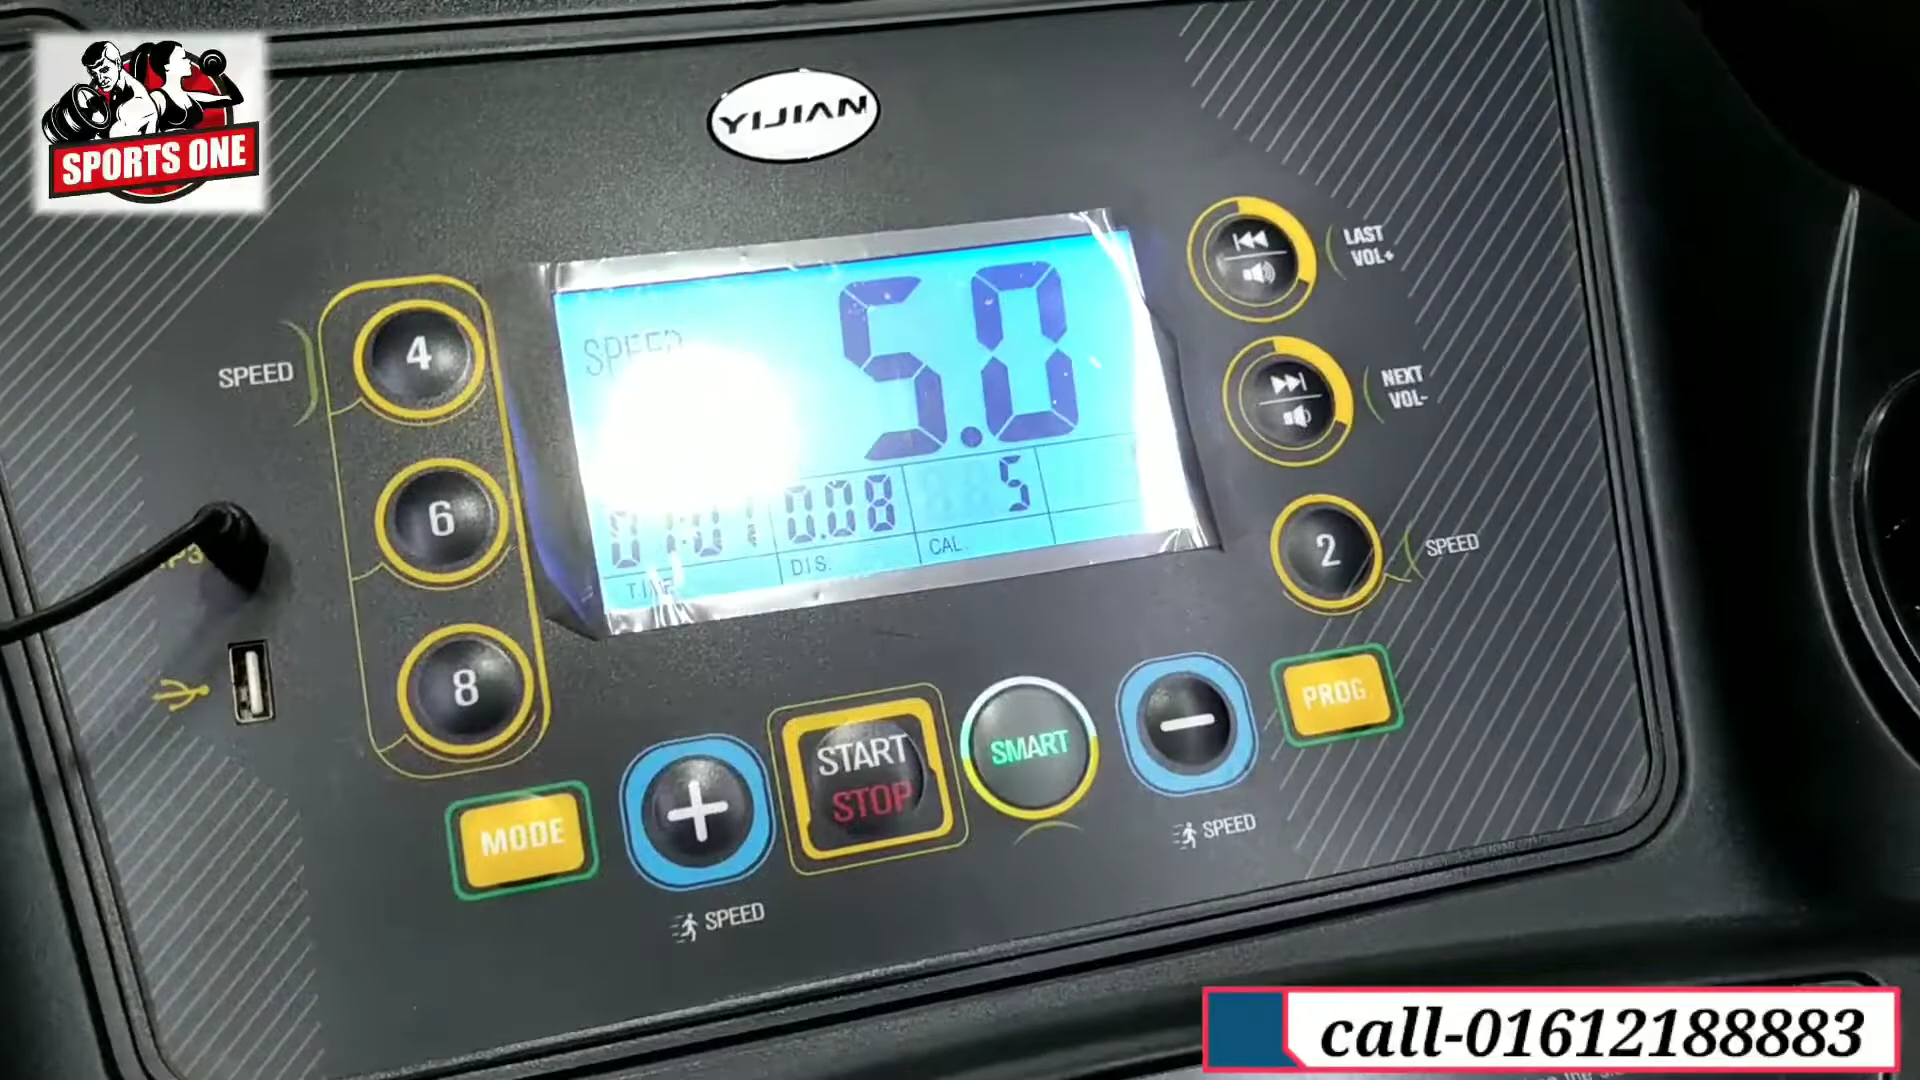 SPORTS ONE
YIJIAN
LAST
VOL+
SPEED
5.0
SPEED
4
NEXT
VOL-
0.08
5
TIME
DIS.
CAL.
6
2
SPEED
8
MODE
+
START
STOP
SMART
−
PROG
SPEED
SPEED
call-01612188883